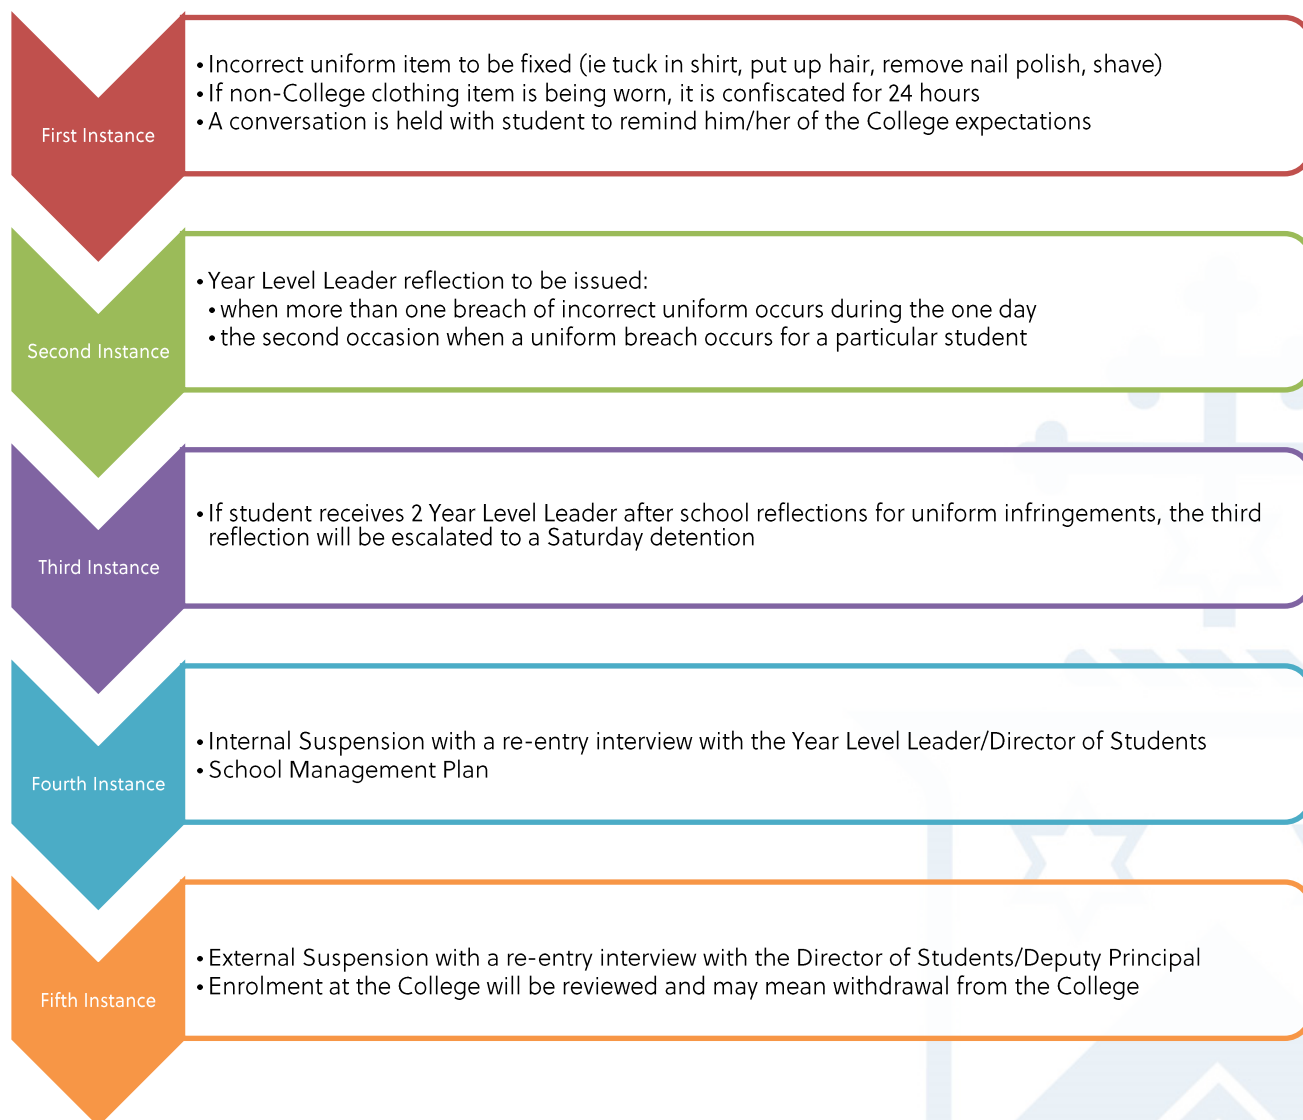 First Instance
• Incorrect uniform item to be fixed (ie tuck in shirt, put up hair, remove nail polish, shave)
• If non-College clothing item is being worn, it is confiscated for 24 hours
• A conversation is held with student to remind him/her of the College expectations
Second Instance
• Year Level Leader reflection to be issued:
• when more than one breach of incorrect uniform occurs during the one day
• the second occasion when a uniform breach occurs for a particular student
Third Instance
• If student receives 2 Year Level Leader after school reflections for uniform infringements, the third
reflection will be escalated to a Saturday detention
Fourth Instance
• Internal Suspension with a re-entry interview with the Year Level Leader/Director of Students
• School Management Plan
Fifth Instance
• External Suspension with a re-entry interview with the Director of Students/Deputy Principal
• Enrolment at the College will be reviewed and may mean withdrawal from the College